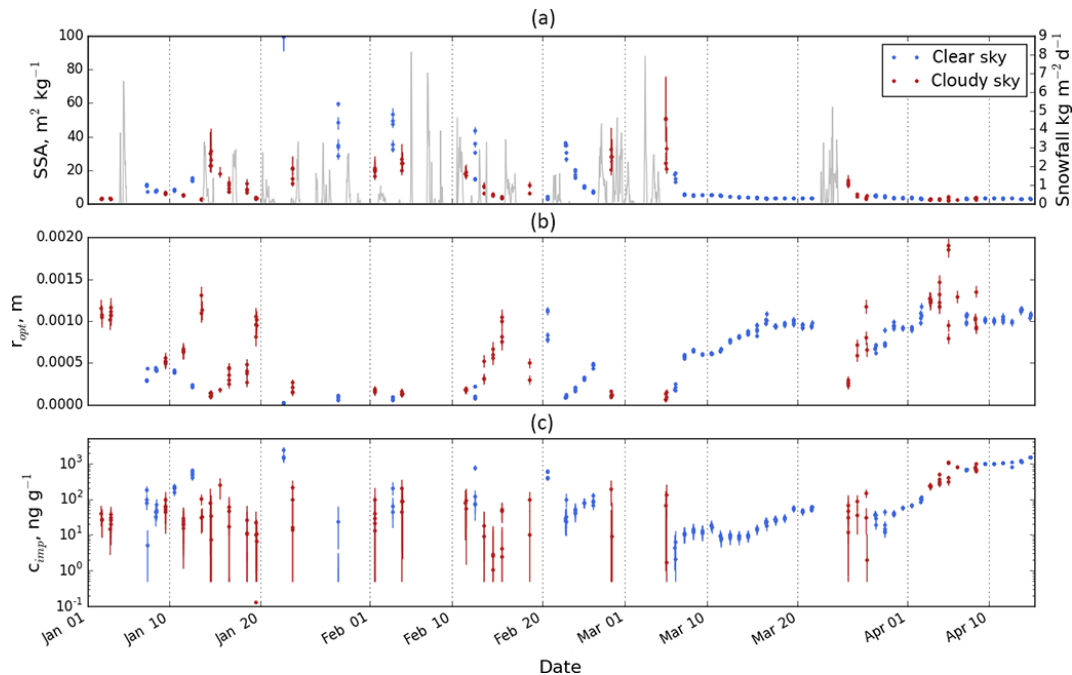 (a)
100
80
60
40
20
0
SSA, m² kg⁻¹
9
8
7
6
5
4
3
2
1
0
Snowfall kg m⁻² d⁻¹
Clear sky
Cloudy sky
(b)
0.0020
0.0015
0.0010
0.0005
0.0000
r_opt, m
(c)
10³
10²
10¹
10⁰
10⁻¹
c_imp, ng g⁻¹
Jan 01
Jan 10
Jan 20
Feb 01
Feb 10
Feb 20
Mar 01
Mar 10
Mar 20
Apr 01
Apr 10
Date